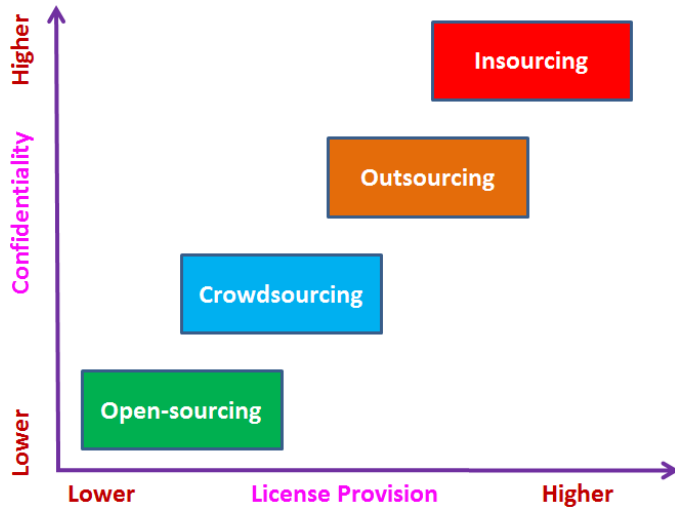 Higher
Insourcing
Confidentiality
Outsourcing
Crowdsourcing
Open-sourcing
Lower
Lower
License Provision
Higher